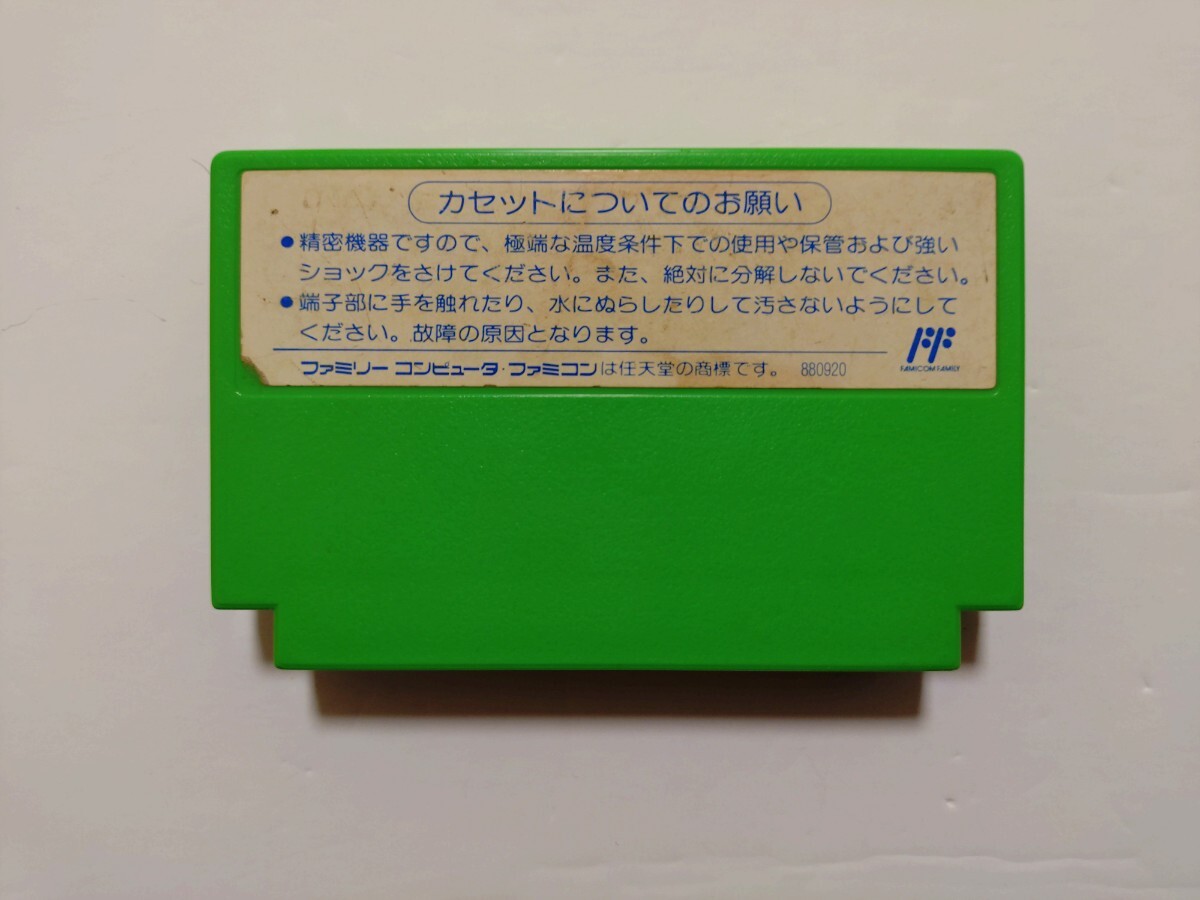 カセットについてのお願い
●精密機器ですので、極端な温度条件下での使用や保管および強い
ショックをさけてください。また、絶対に分解しないでください。
●端子部に手を触れたり、水にぬらしたりして汚さないようにして
ください。故障の原因となります。
ファミリーコンピュータ・ファミコンは任天堂の商標です。 880920
FF
FAMICOM FAMILY